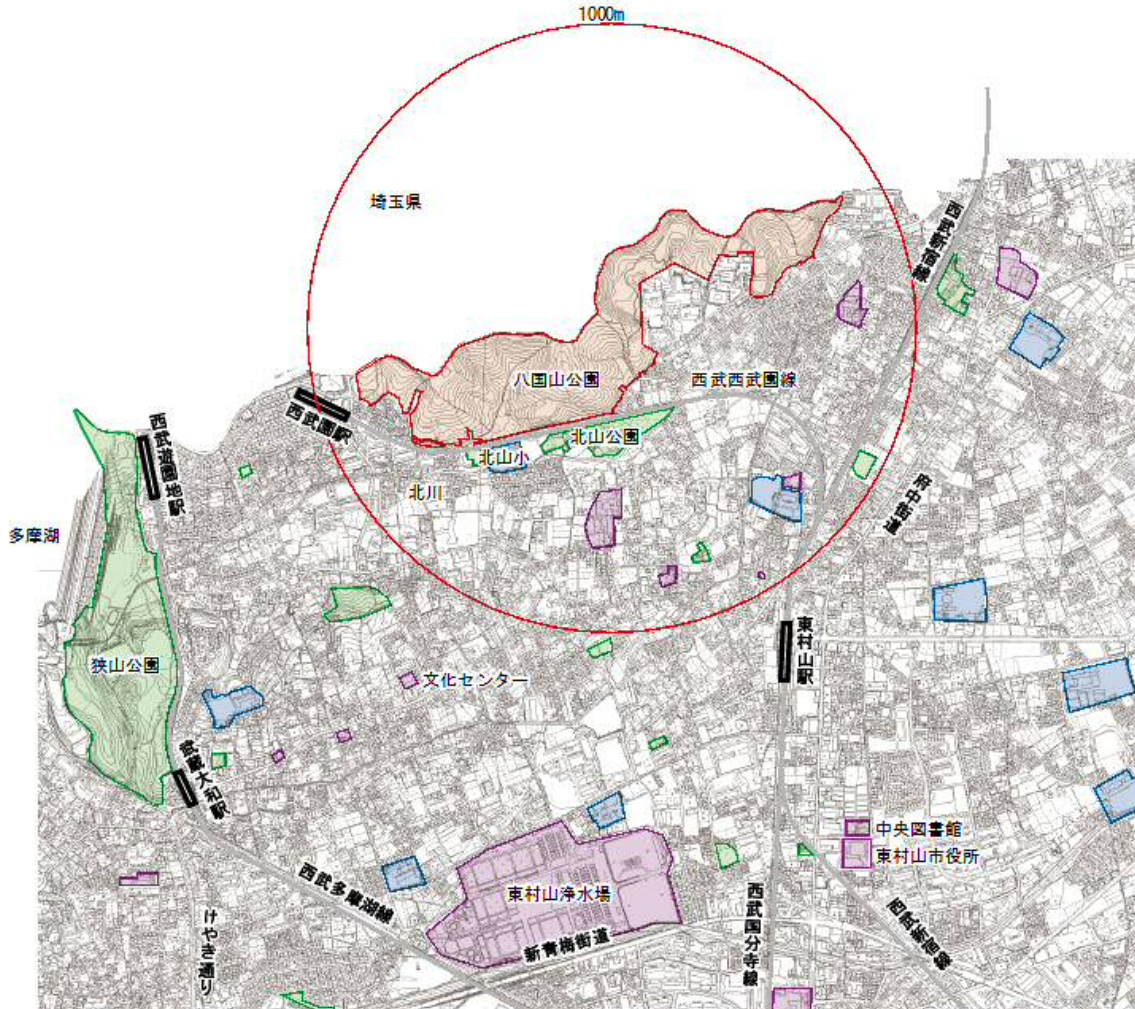 1000m
埼玉県
西武新宿線
八国山公園
西武西武園線
西武園駅
北山公園
北山小
西武遊園地駅
北川
府中街道
多摩湖
東村山駅
狭山公園
文化センター
武蔵大和駅
中央図書館
東村山市役所
東村山浄水場
西武多摩湖線
新青梅街道
西武国分寺線
西武新宿線
けやき通り